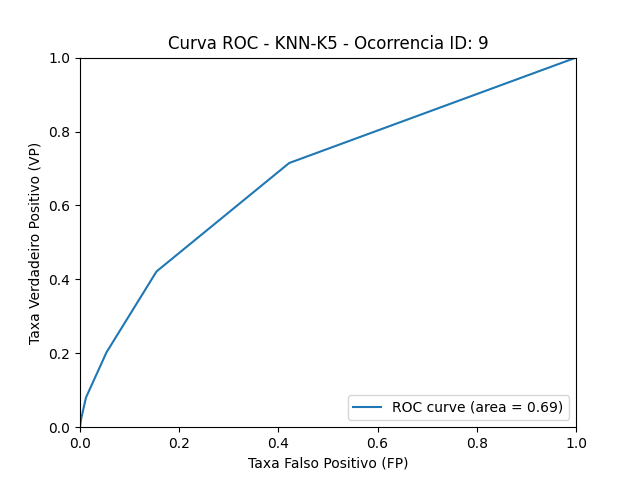 Curva ROC - KNN-K5 - Ocorrencia ID: 9
1.0
0.8
0.6
0.4
0.2
0.0
Taxa Verdadeiro Positivo (VP)
ROC curve (area = 0.69)
0.0 0.2 0.4 0.6 0.8 1.0
Taxa Falso Positivo (FP)